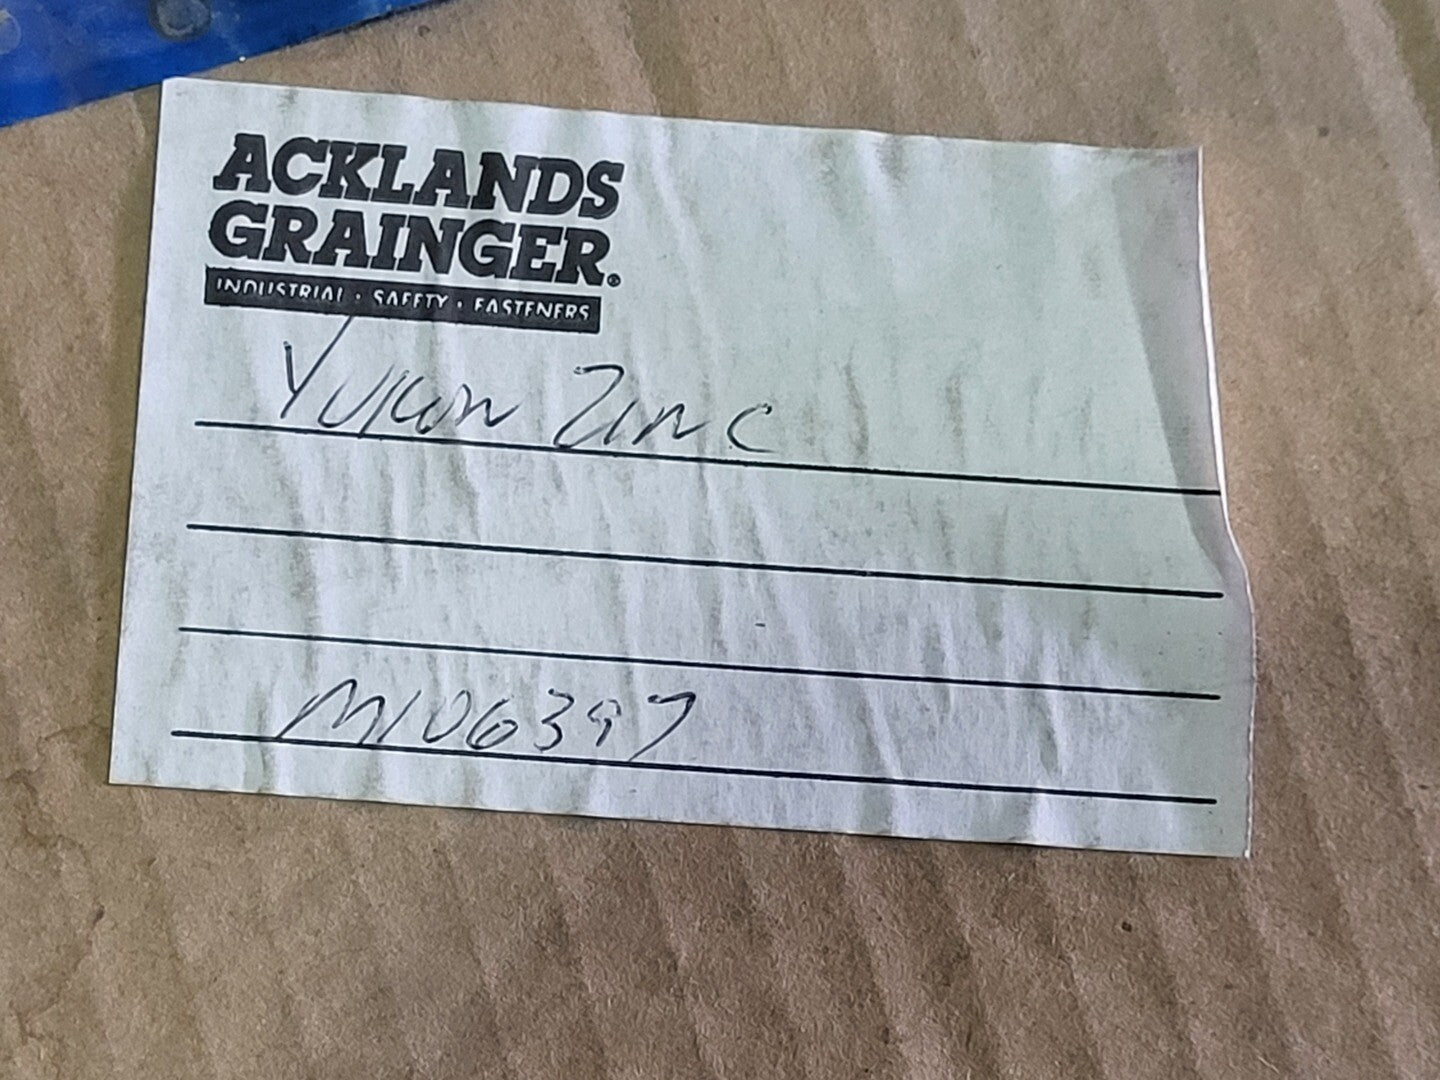 ACKLANDS
GRAINGER®
INDUSTRIAL · SAFETY · FASTENERS
Yukon Zinc
M106397